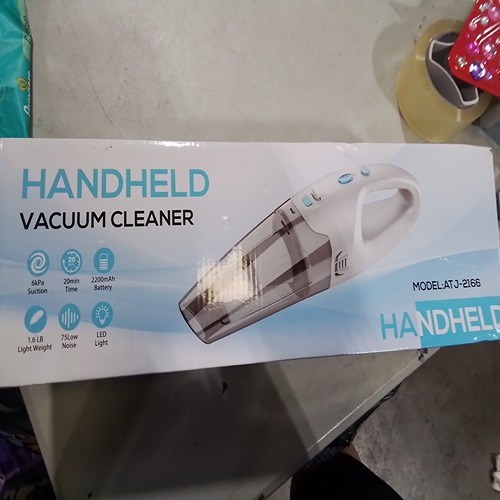 HANDHELD
VACUUM CLEANER
6kPa
Suction
20
20min
Time
2200mAh
Battery
1.6 LB
Light Weight
75Low
Noise
LED
Light
MODEL:ATJ-2166
HANDHELD